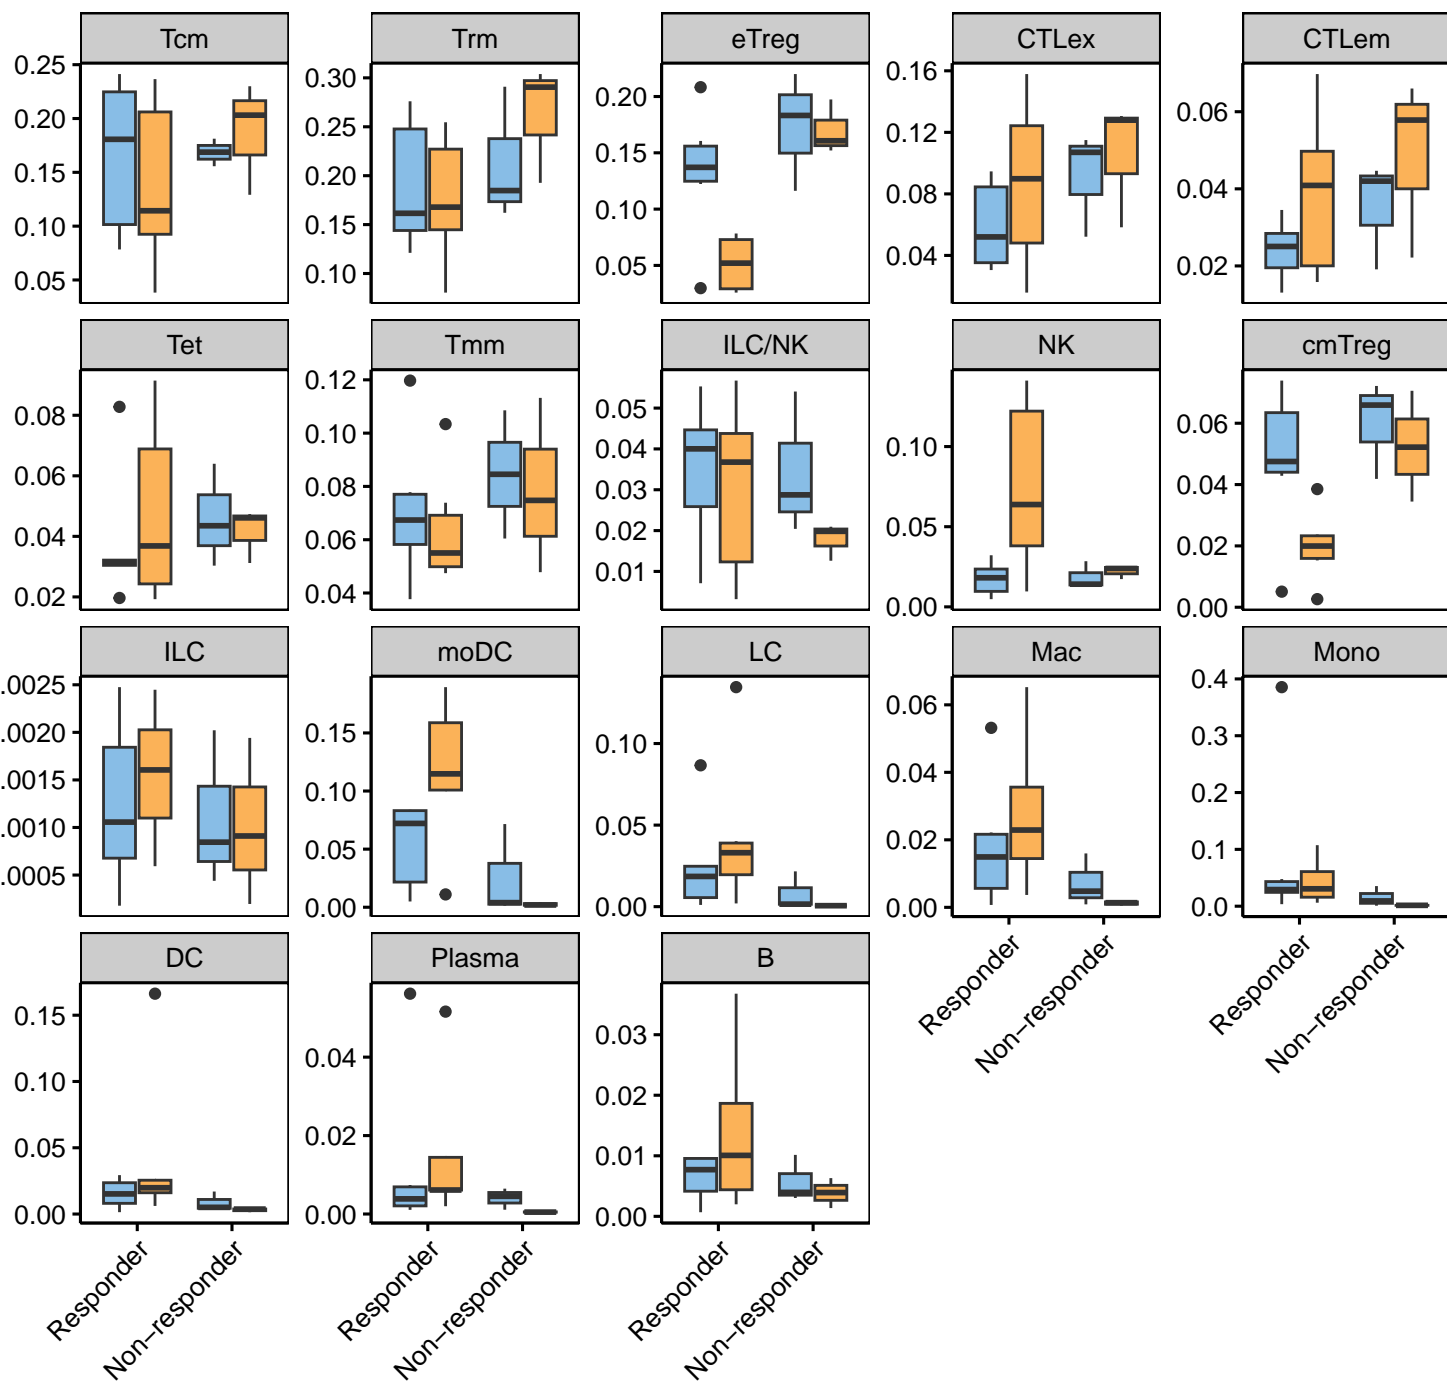 Tcm
Trm
eTreg
CTLex
CTLem
0.25
0.20
0.15
0.10
0.05
0.30
0.25
0.20
0.15
0.10
0.20
0.15
0.10
0.05
0.16
0.12
0.08
0.04
0.06
0.04
0.02
Tet
Tmm
ILC/NK
NK
cmTreg
0.08
0.06
0.04
0.02
0.12
0.10
0.08
0.06
0.04
0.05
0.04
0.03
0.02
0.01
0.10
0.05
0.00
0.06
0.04
0.02
0.00
ILC
moDC
LC
Mac
Mono
.0025
.0020
.0015
.0010
.0005
0.15
0.10
0.05
0.00
0.10
0.05
0.00
0.06
0.04
0.02
0.00
0.4
0.3
0.2
0.1
0.0
Responder
Non−responder
Responder
Non−responder
DC
Plasma
B
0.15
0.10
0.05
0.00
0.04
0.02
0.00
0.03
0.02
0.01
0.00
Responder
Non−responder
Responder
Non−responder
Responder
Non−responder